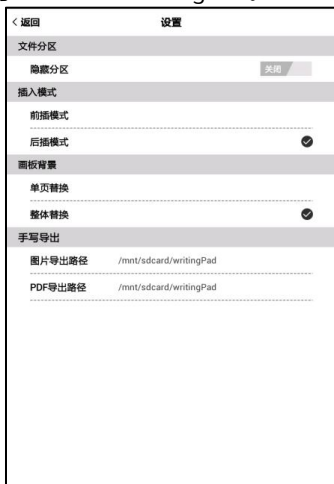 < 返回 设置
文件分区
隐藏分区 关闭
插入模式
前插模式
后插模式
画板背景
单页替换
整体替换
手写导出
图片导出路径 /mnt/sdcard/writingPad
PDF导出路径 /mnt/sdcard/writingPad